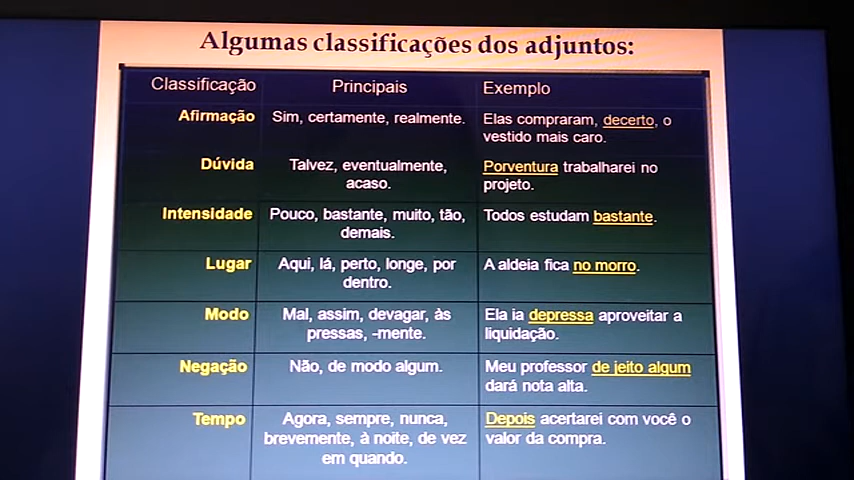 Algumas classificações dos adjuntos:
Classificação Principais Exemplo
Afirmação Sim, certamente, realmente. Elas compraram, decerto, o
vestido mais caro.
Dúvida Talvez, eventualmente, Porventura trabalharei no
acaso. projeto.
Intensidade Pouco, bastante, muito, tão, Todos estudam bastante.
demais.
Lugar Aqui, lá, perto, longe, por A aldeia fica no morro.
dentro.
Modo Mal, assim, devagar, às Ela ia depressa aproveitar a
pressas, -mente. liquidação.
Negação Não, de modo algum. Meu professor de jeito algum
dará nota alta.
Tempo Agora, sempre, nunca, Depois acertarei com você o
brevemente, à noite, de vez valor da compra.
em quando.